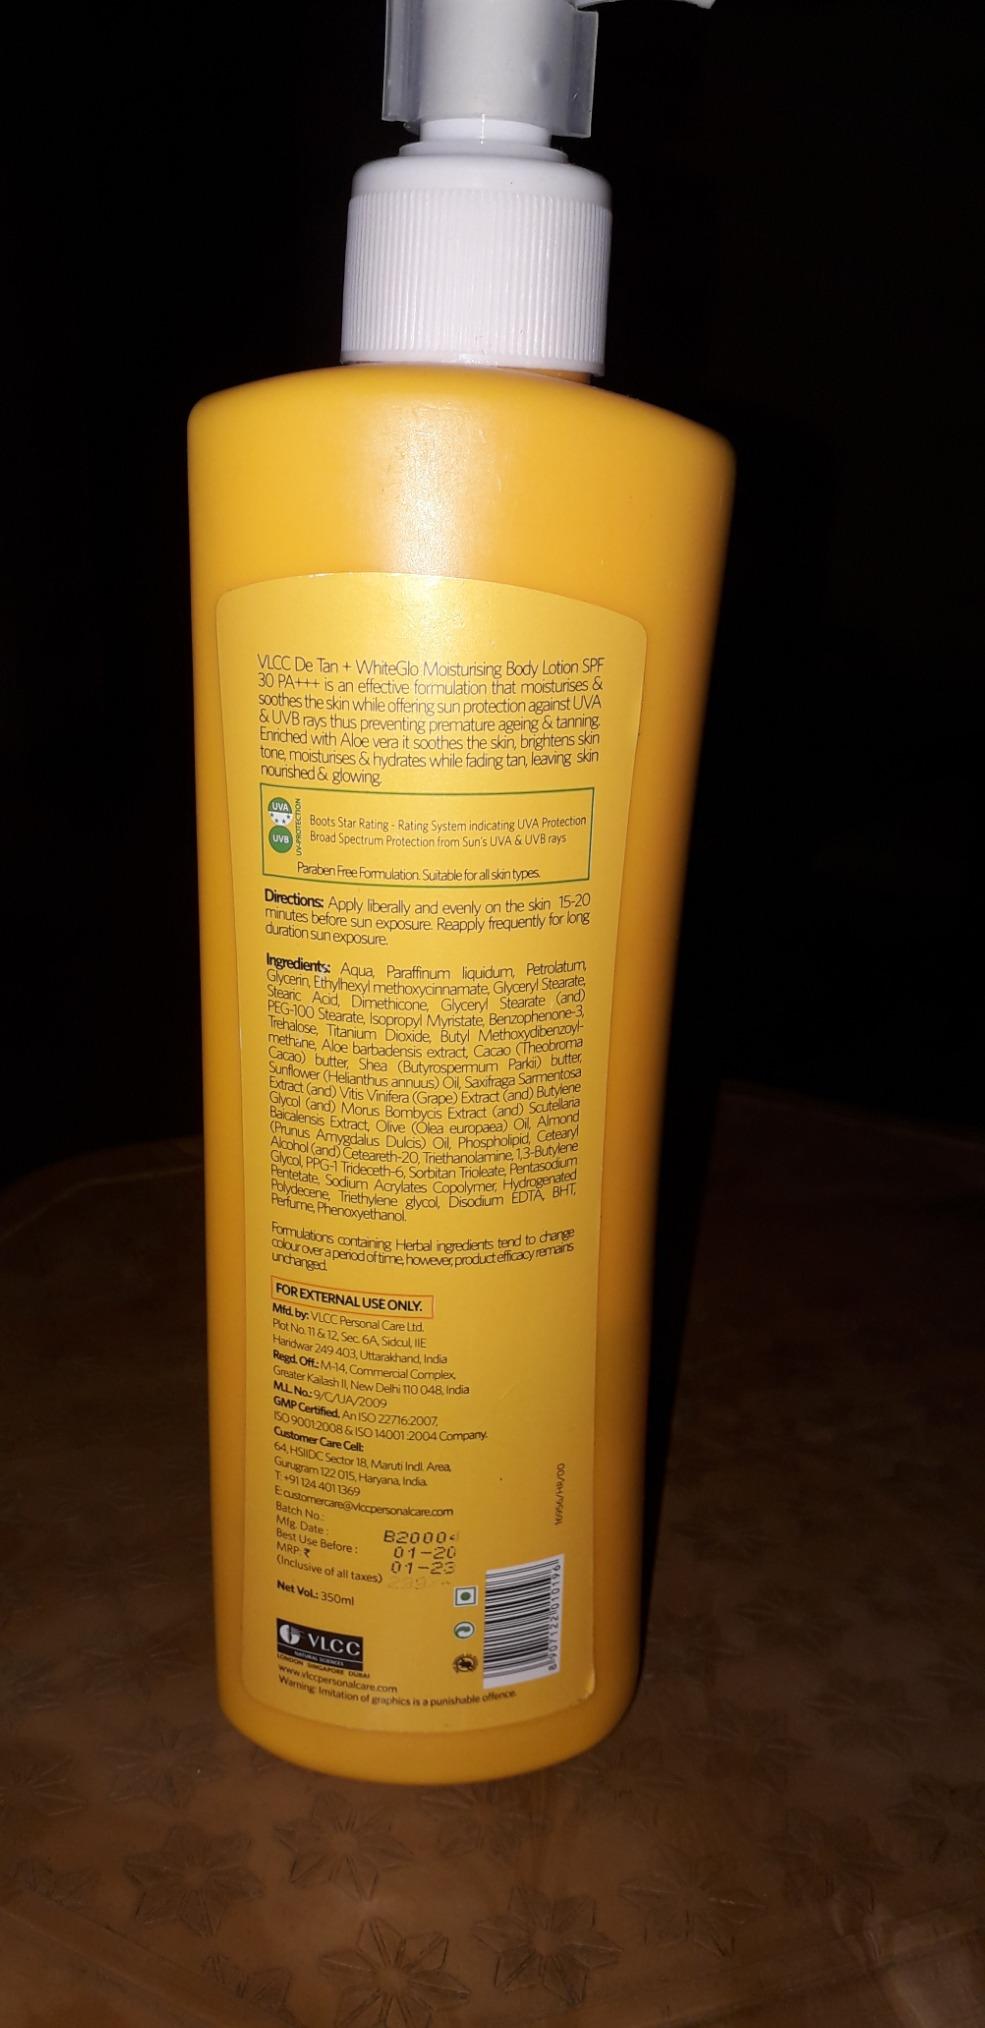 VLCC De Tan + WhiteGlo Moisturising Body Lotion SPF
30 PA+++ is an effective formulation that moisturises &
soothes the skin while offering sun protection against UVA
& UVB rays thus preventing premature ageing & tanning.
Enriched with Aloe vera it soothes the skin, brightens skin
tone, moisturises & hydrates while fading tan, leaving skin
nourished & glowing.
UVA
UVB
UV-PROTECTION
Boots Star Rating - Rating System indicating UVA Protection
Broad Spectrum Protection from Sun's UVA & UVB rays
Paraben Free Formulation. Suitable for all skin types.
Directions: Apply liberally and evenly on the skin 15-20
minutes before sun exposure. Reapply frequently for long
duration sun exposure.
Ingredients: Aqua, Paraffinum liquidum, Petrolatum,
Glycerin, Ethylhexyl methoxycinnamate, Glyceryl Stearate,
Stearic Acid, Dimethicone, Glyceryl Stearate (and)
PEG-100 Stearate, Isopropyl Myristate, Benzophenone-3,
Trehalose, Titanium Dioxide, Butyl Methoxydibenzoyl-
methane, Aloe barbadensis extract, Cacao (Theobroma
Cacao) butter, Shea (Butyrospermum Parkii) butter,
Sunflower (Helianthus annuus) Oil, Saxifraga Sarmentosa
Extract (and) Vitis Vinifera (Grape) Extract (and) Butylene
Glycol (and) Morus Bombycis Extract (and) Scutellaria
Baicalensis Extract, Olive (Olea europaea) Oil, Almond
(Prunus Amygdalus Dulcis) Oil, Phospholipid, Cetearyl
Alcohol (and) Ceteareth-20, Triethanolamine, 1,3-Butylene
Glycol, PPG-1 Trideceth-6, Sorbitan Trioleate, Pentasodium
Pentetate, Sodium Acrylates Copolymer, Hydrogenated
Polydecene, Triethylene glycol, Disodium EDTA, BHT,
Perfume, Phenoxyethanol.
Formulations containing Herbal ingredients tend to change
colour over a period of time, however, product efficacy remains
unchanged.
FOR EXTERNAL USE ONLY.
Mfd. by: VLCC Personal Care Ltd.
Plot No. 11 & 12, Sec. 6A, Sidcul, IIE
Haridwar 249 403, Uttarakhand, India
Regd. Off.: M-14, Commercial Complex,
Greater Kailash II, New Delhi 110 048, India
M.L. No.: 9/C/UA/2009
GMP Certified. An ISO 22716:2007,
ISO 9001:2008 & ISO 14001:2004 Company.
Customer Care Cell:
64, HSIIDC Sector 18, Maruti Indl. Area,
Gurugram 122 015, Haryana, India.
T: +91 124 401 1369
E: customercare@vlccpersonalcare.com
Batch No.: B20004
Mfg. Date : 01-20
Best Use Before : 01-23
MRP: ₹
(Inclusive of all taxes)
Net Vol.: 350ml
16956/HR/00
8 907122 010196
VLCC
NATURAL SCIENCES
LONDON SINGAPORE DUBAI
www.vlccpersonalcare.com
Warning: Imitation of graphics is a punishable offence.